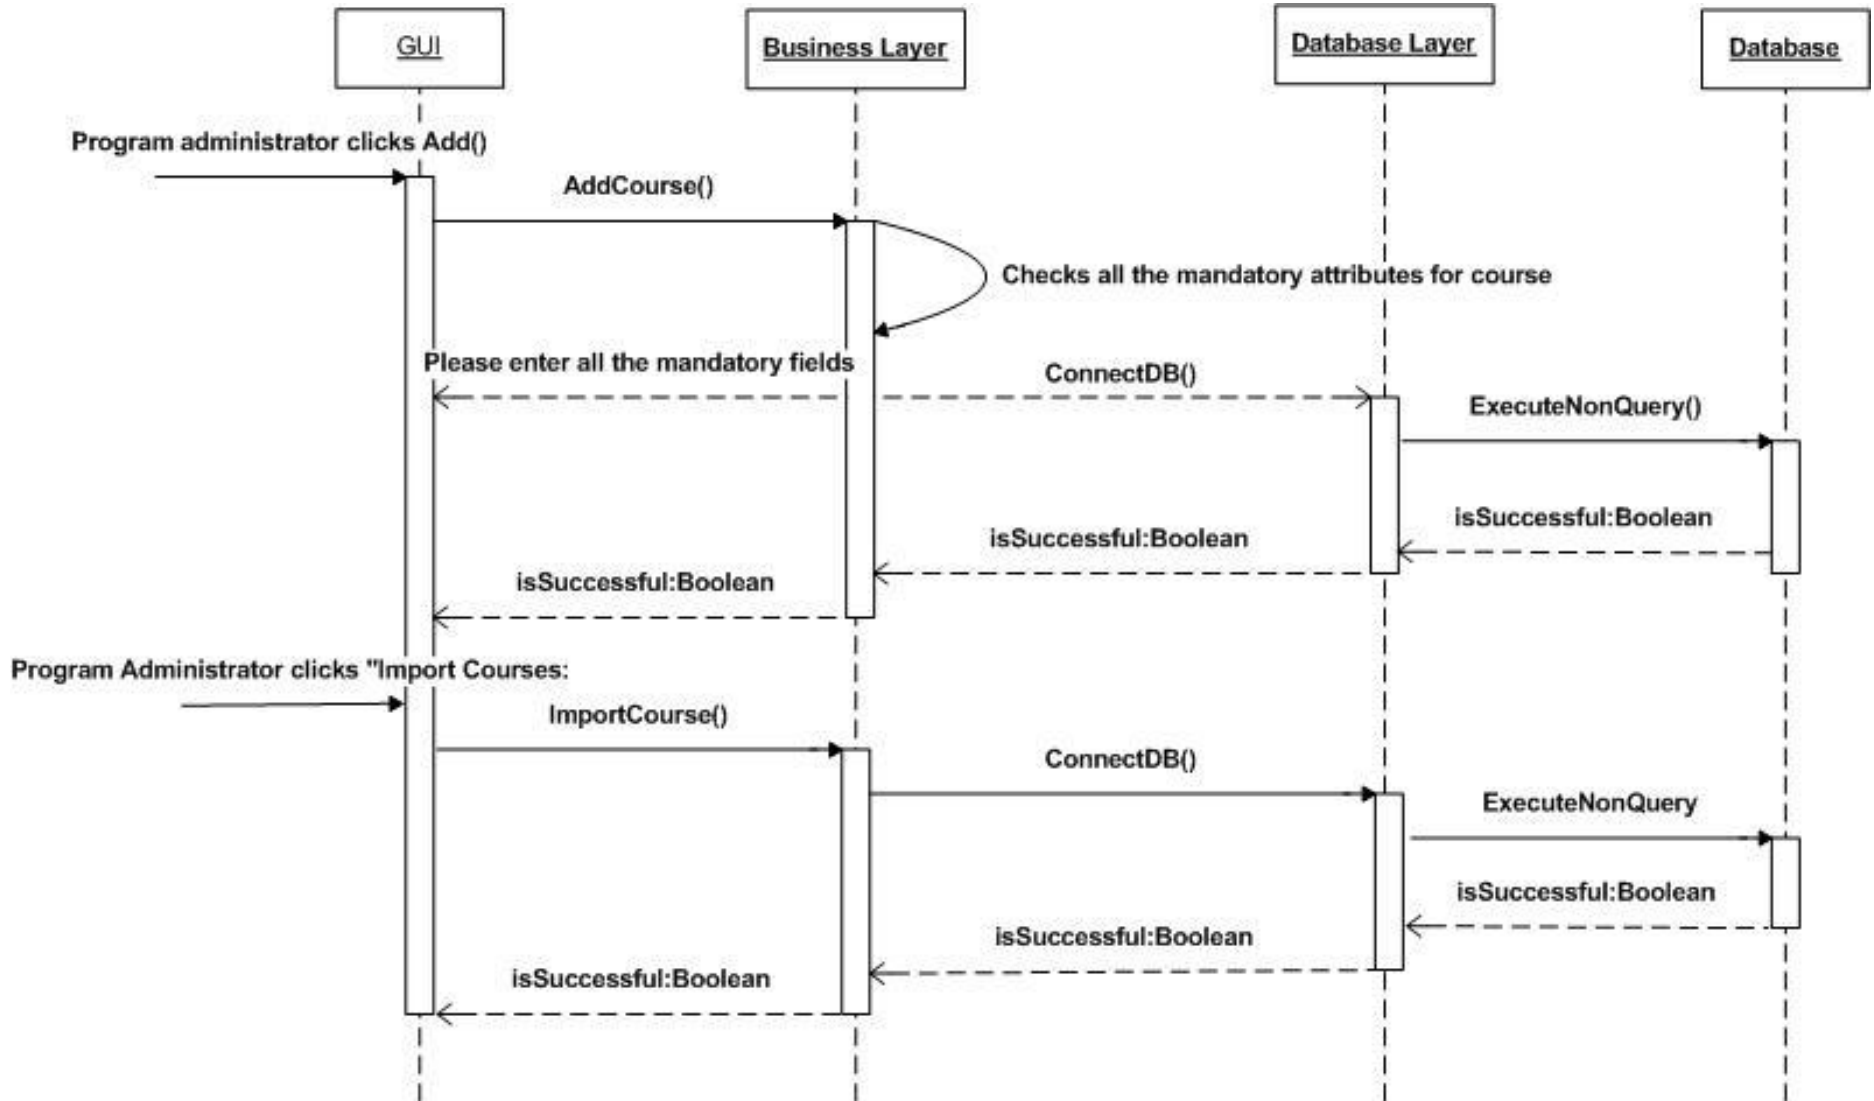 GUI
Business Layer
Database Layer
Database
Program administrator clicks Add()
AddCourse()
Checks all the mandatory attributes for course
Please enter all the mandatory fields
ConnectDB()
ExecuteNonQuery()
isSuccessful:Boolean
isSuccessful:Boolean
isSuccessful:Boolean
Program Administrator clicks "Import Courses:
ImportCourse()
ConnectDB()
ExecuteNonQuery
isSuccessful:Boolean
isSuccessful:Boolean
isSuccessful:Boolean